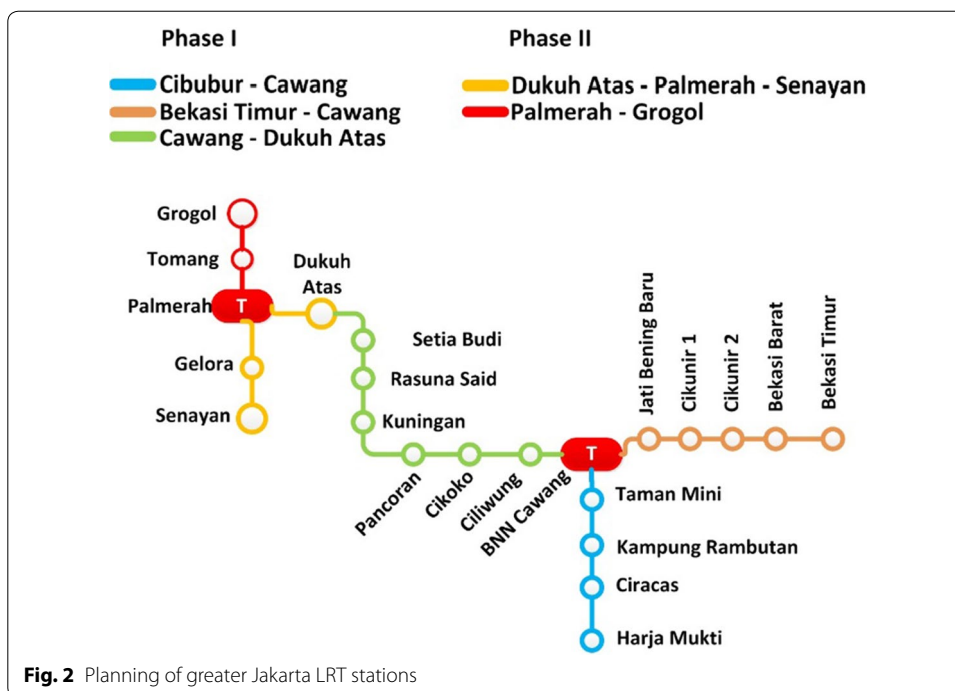 Phase I
Phase II
Cibubur - Cawang
Bekasi Timur - Cawang
Cawang - Dukuh Atas
Dukuh Atas - Palmerah - Senayan
Palmerah - Grogol
Grogol
Tomang
Palmerah
T
Dukuh
Atas
Gelora
Senayan
Setia Budi
Rasuna Said
Kuningan
Pancoran
Cikoko
Ciliwung
BNN Cawang
T
Jati Bening Baru
Cikunir 1
Cikunir 2
Bekasi Barat
Bekasi Timur
Taman Mini
Kampung Rambutan
Ciracas
Harja Mukti
Fig. 2 Planning of greater Jakarta LRT stations